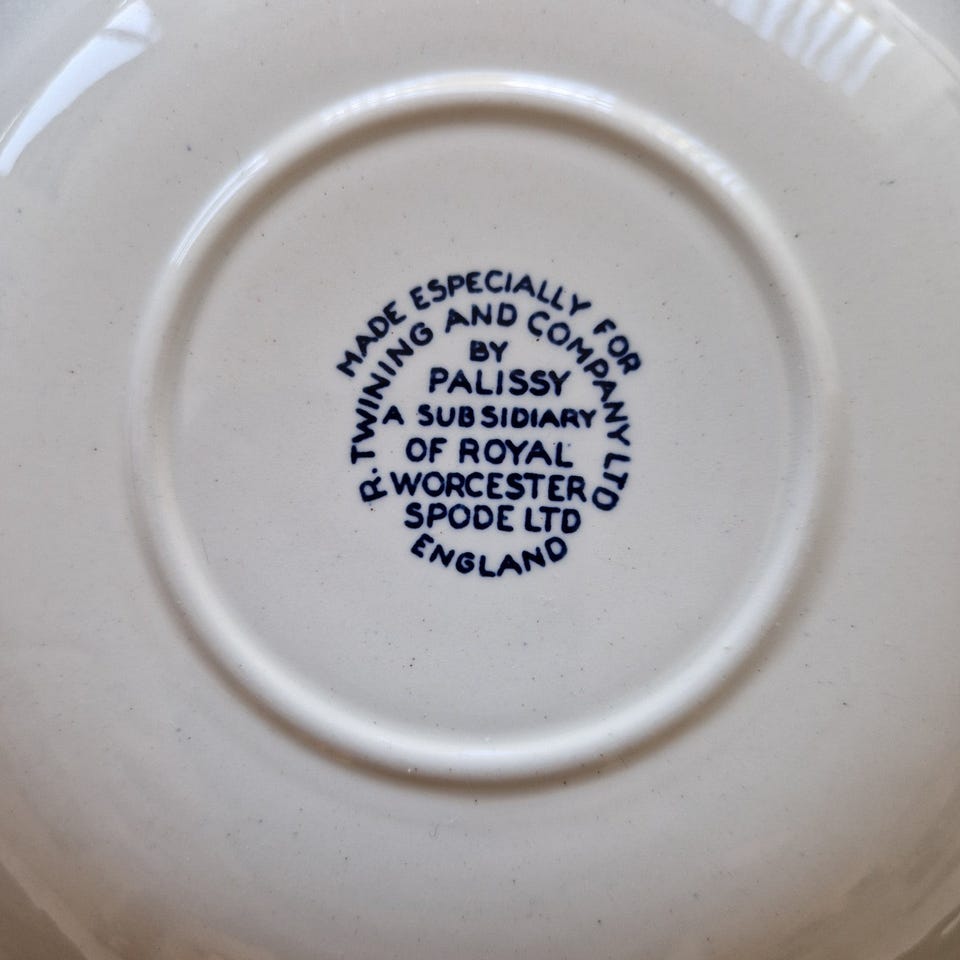 MADE ESPECIALLY FOR
R. TWINING AND COMPANY LTD
BY
PALISSY
A SUBSIDIARY
OF ROYAL
WORCESTER
SPODE LTD
ENGLAND